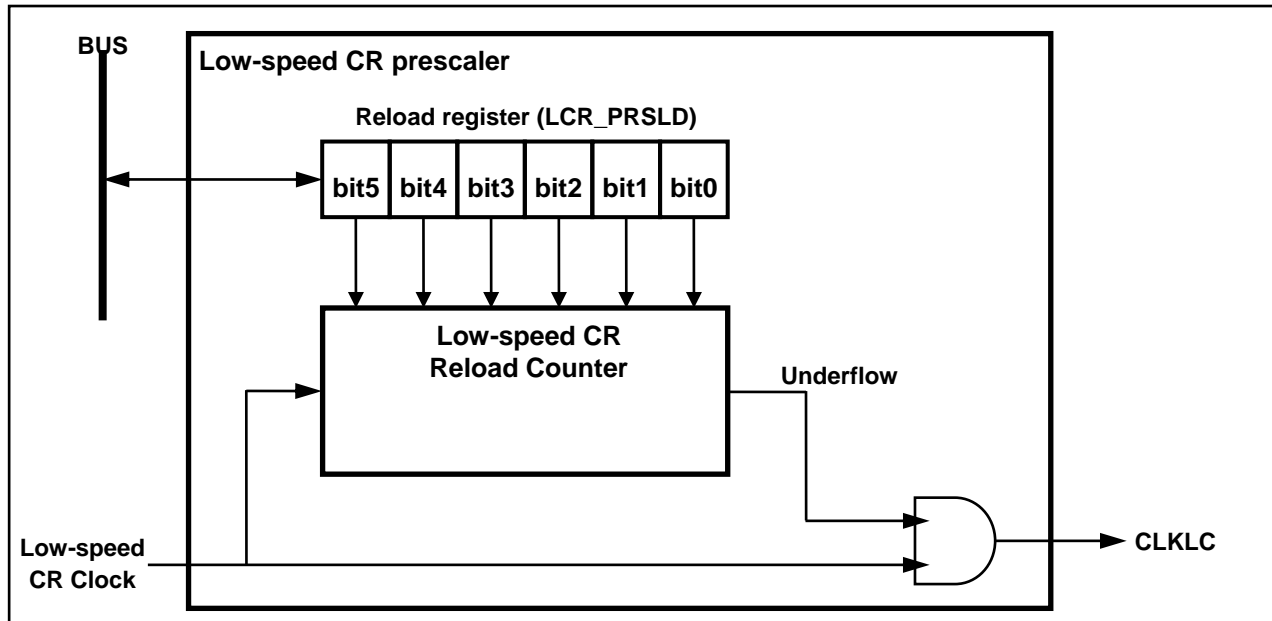 BUS
Low-speed CR prescaler
Reload register (LCR_PRSLD)
bit5 bit4 bit3 bit2 bit1 bit0
Low-speed CR
Reload Counter
Underflow
Low-speed
CR Clock
CLKLC